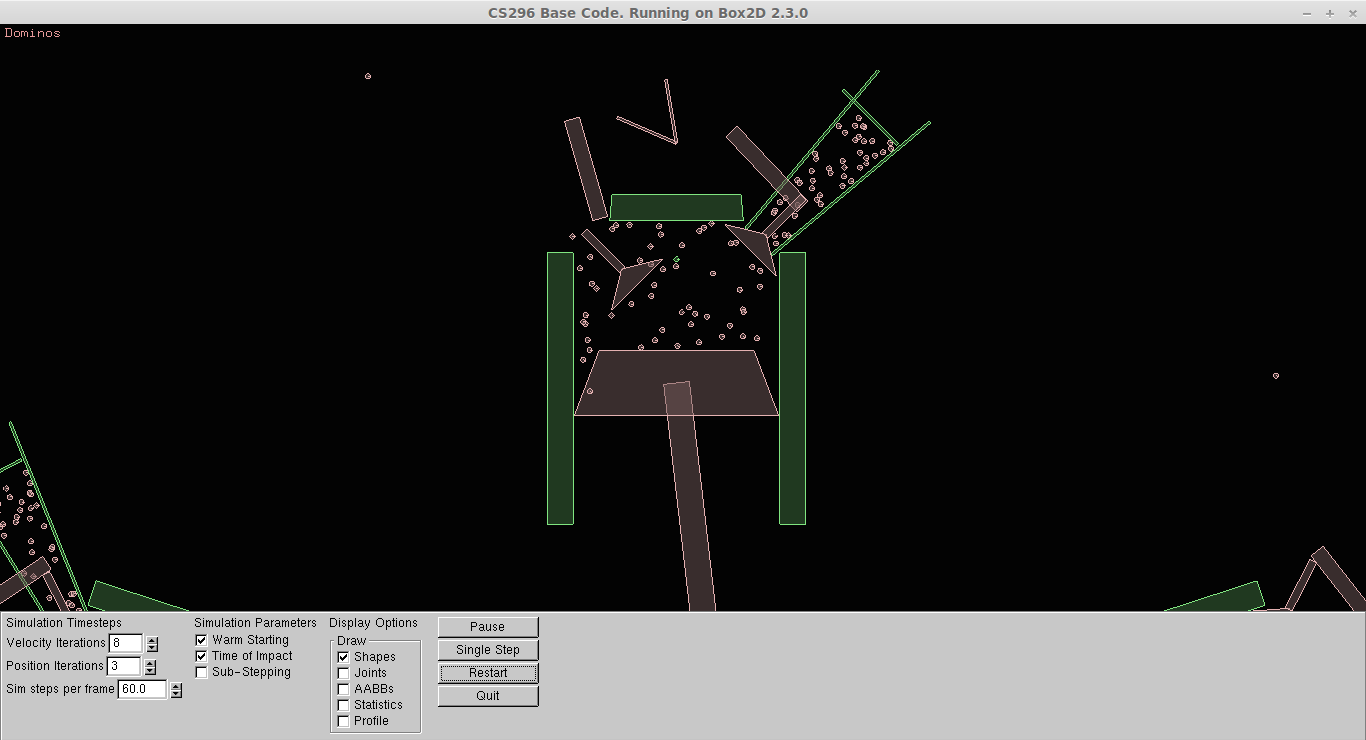 CS296 Base Code. Running on Box2D 2.3.0
Dominos
Simulation Timesteps
Velocity Iterations 8
Position Iterations 3
Sim steps per frame 60.0
Simulation Parameters
Warm Starting
Time of Impact
Sub-Stepping
Display Options
Draw
Shapes
Joints
AABBs
Statistics
Profile
Pause
Single Step
Restart
Quit